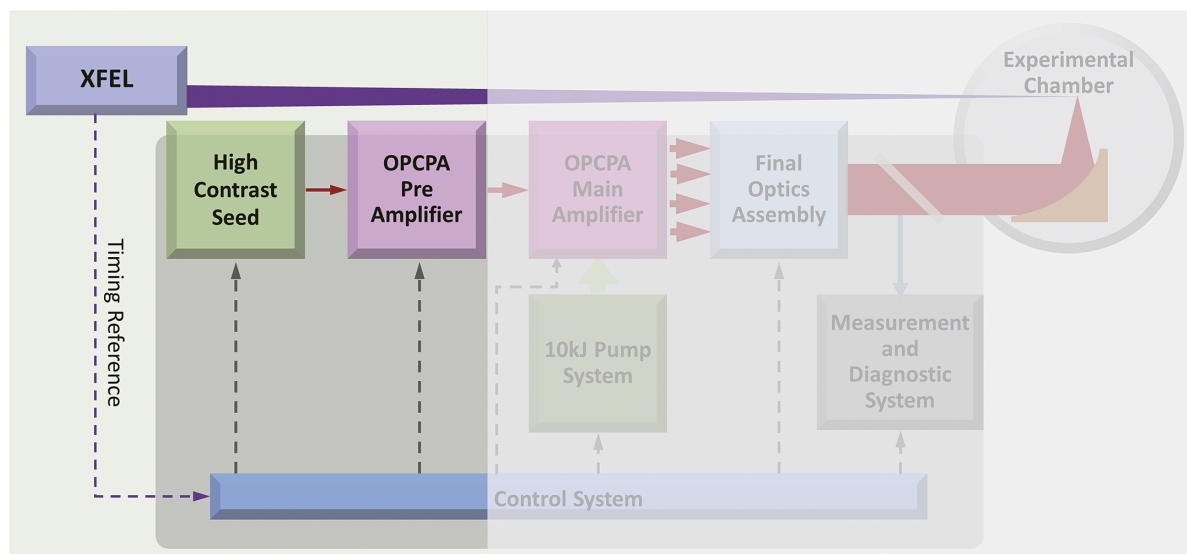 XFEL
Experimental
Chamber
High
Contrast
Seed
OPCPA
Pre
Amplifier
OPCPA
Main
Amplifier
Final
Optics
Assembly
Timing Reference
10kJ Pump
System
Measurement
and
Diagnostic
System
Control System